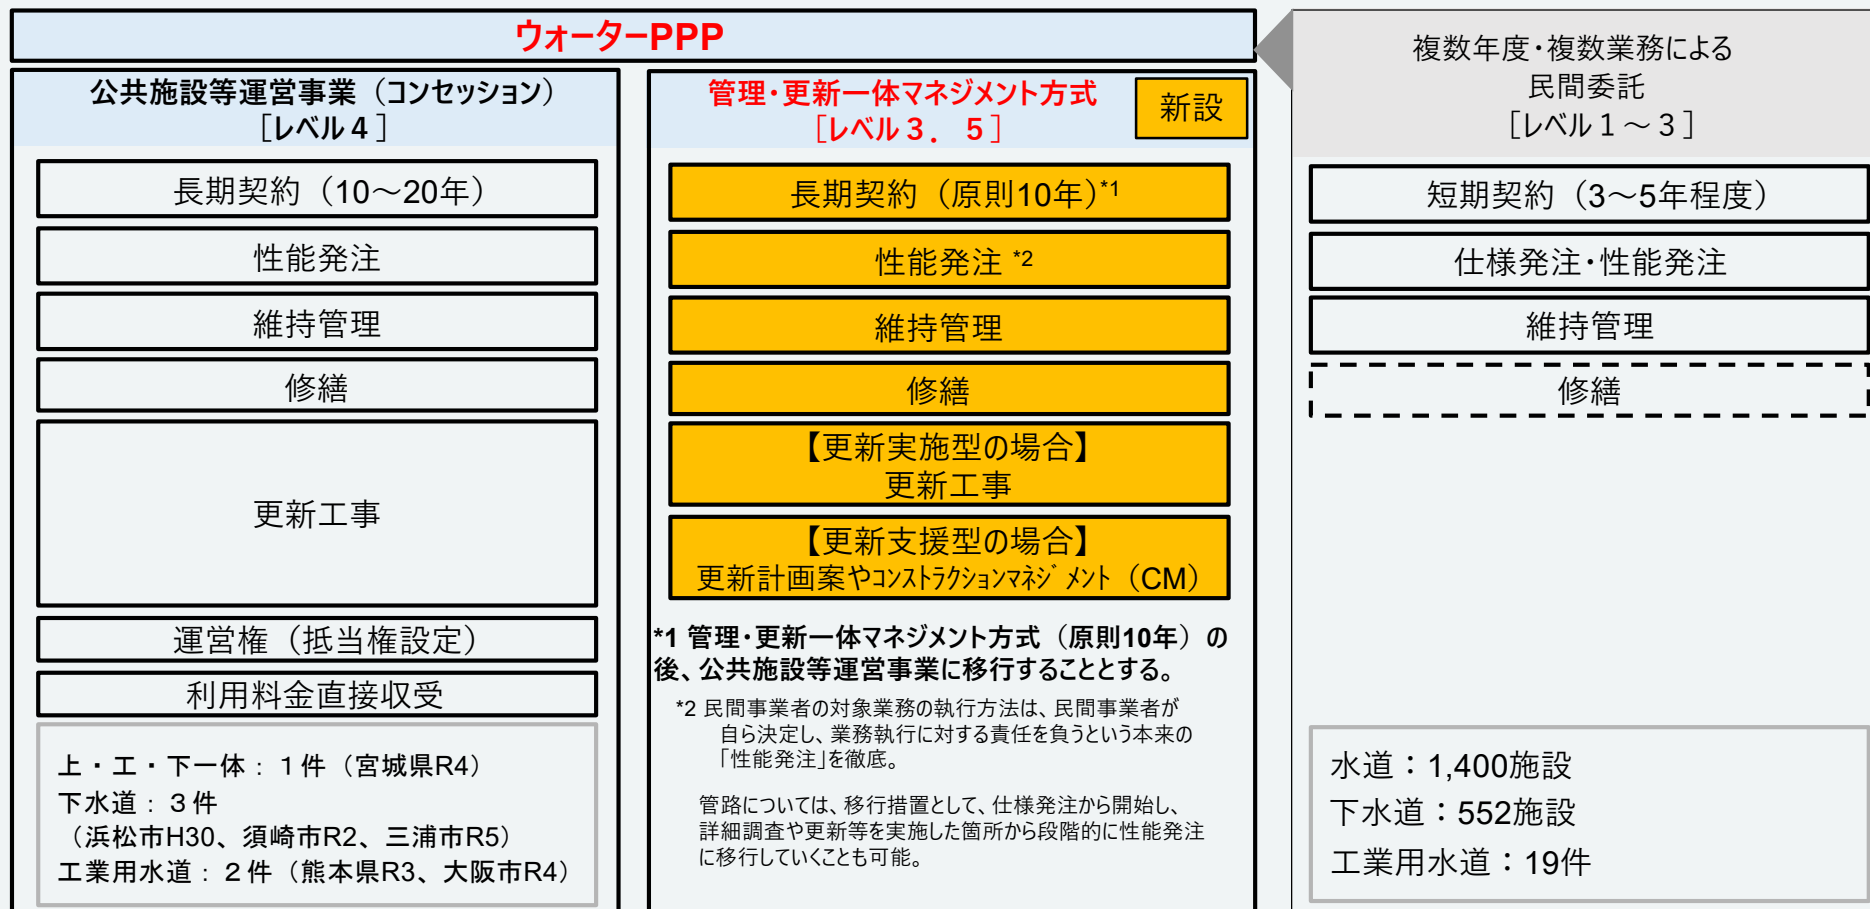 ウォーターPPP
公共施設等運営事業（コンセッション）
［レベル４］
長期契約（10～20年）
性能発注
維持管理
修繕
更新工事
運営権（抵当権設定）
利用料金直接収受
上・工・下一体：１件（宮城県R4）
下水道：３件
（浜松市H30、須崎市R2、三浦市R5）
工業用水道：２件（熊本県R3、大阪市R4）
管理・更新一体マネジメント方式
［レベル３．５］
新設
長期契約（原則10年）*1
性能発注 *2
維持管理
修繕
【更新実施型の場合】
更新工事
【更新支援型の場合】
更新計画案やｺﾝｽﾄﾗｸｼｮﾝﾏﾈｼﾞﾒﾝﾄ（CM）
*1 管理・更新一体マネジメント方式（原則10年）の
後、公共施設等運営事業に移行することとする。
*2 民間事業者の対象業務の執行方法は、民間事業者が
自ら決定し、業務執行に対する責任を負うという本来の
「性能発注」を徹底。
管路については、移行措置として、仕様発注から開始し、
詳細調査や更新等を実施した箇所から段階的に性能発注
に移行していくことも可能。
複数年度・複数業務による
民間委託
［レベル１～３］
短期契約（3～5年程度）
仕様発注・性能発注
維持管理
修繕
水道：1,400施設
下水道：552施設
工業用水道：19件